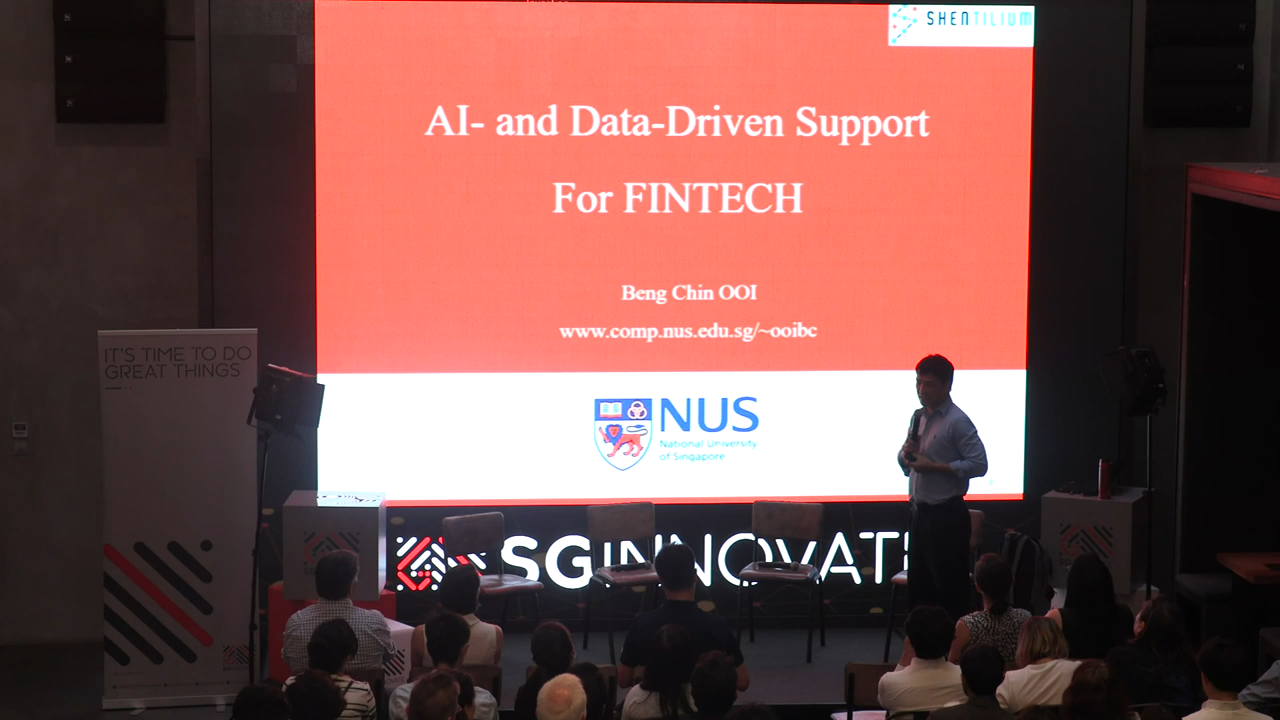 SHENTILIUM
AI- and Data-Driven Support
For FINTECH
Beng Chin OOI
www.comp.nus.edu.sg/~ooibc
IT'S TIME TO DO
GREAT THINGS
NUS
National University
of Singapore
SGINNOVAT